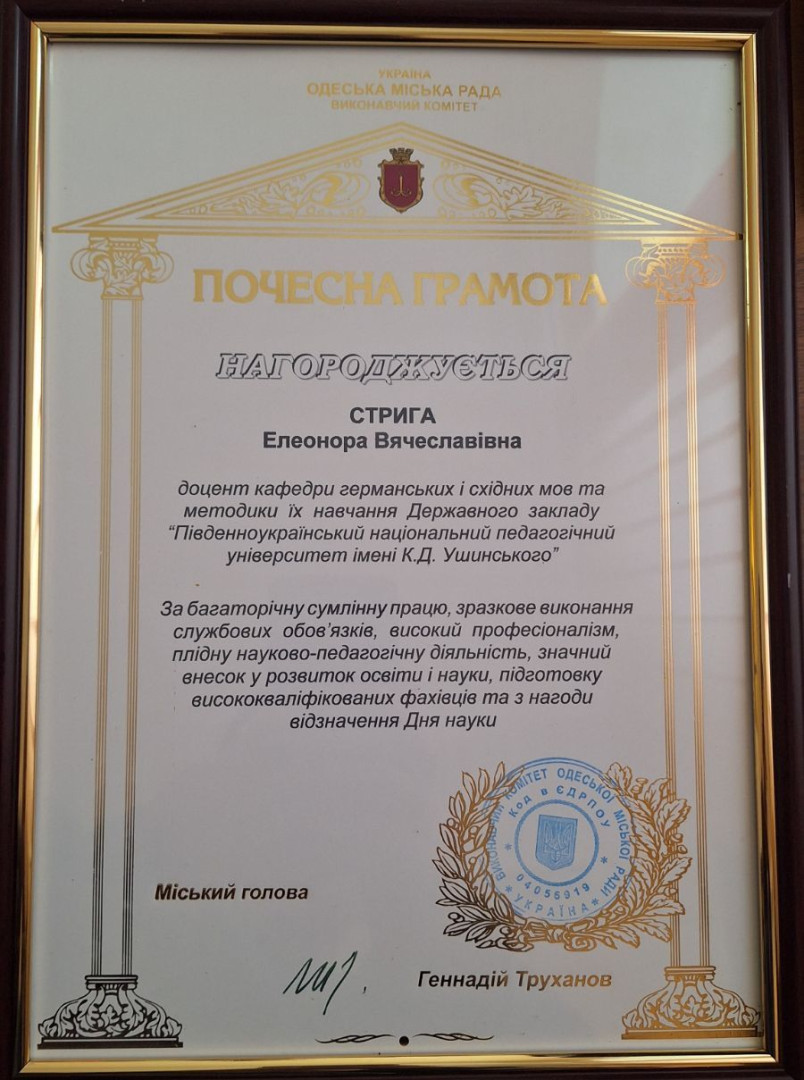 УКРАЇНА
ОДЕСЬКА МІСЬКА РАДА
ВИКОНАВЧИЙ КОМІТЕТ
ПОЧЕСНА ГРАМОТА
НАГОРОДЖУЄТЬСЯ
СТРИГА
Елеонора Вячеславівна
доцент кафедри германських і східних мов та
методики їх навчання Державного закладу
“Південноукраїнський національний педагогічний
університет імені К.Д. Ушинського”
За багаторічну сумлінну працю, зразкове виконання
службових обов’язків, високий професіоналізм,
плідну науково-педагогічну діяльність, значний
внесок у розвиток освіти і науки, підготовку
висококваліфікованих фахівців та з нагоди
відзначення Дня науки
ВИКОНАВЧИЙ КОМІТЕТ ОДЕСЬКОЇ МІСЬКОЇ РАДИ
Код в ЄДРПОУ
04056919
* УКРАЇНА *
Міський голова
Геннадій Труханов